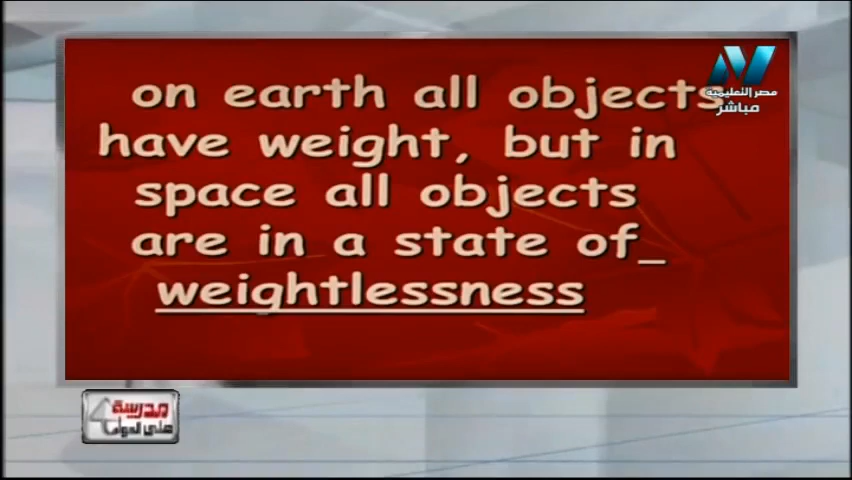 on earth all objects
have weight, but in
space all objects
are in a state of_
weightlessness
مصر التعليمية
مباشر
مدرسة
على الهواء